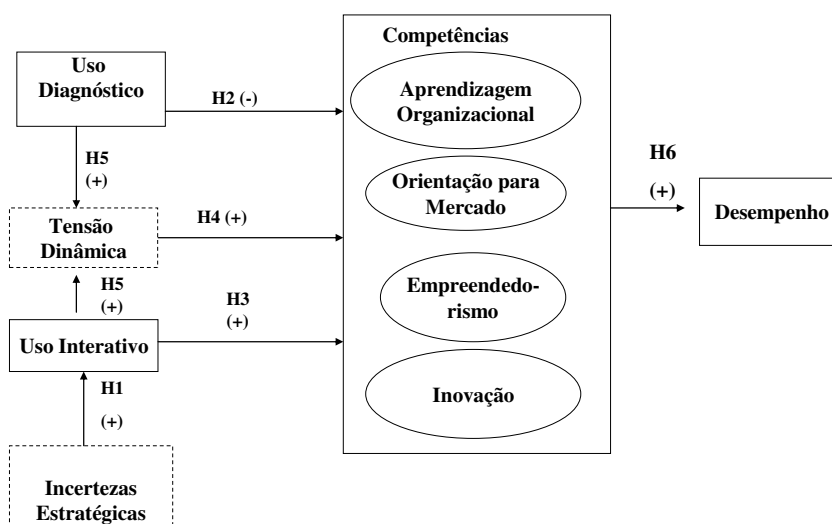 Competências
Uso
Diagnóstico
H2 (-)
Aprendizagem
Organizacional
H5
(+)
H6
(+)
Orientação para
Mercado
Desempenho
Tensão
Dinâmica
H4 (+)
H5
(+)
H3
(+)
Empreendedo-
rismo
Uso Interativo
H1
(+)
Inovação
Incertezas
Estratégicas